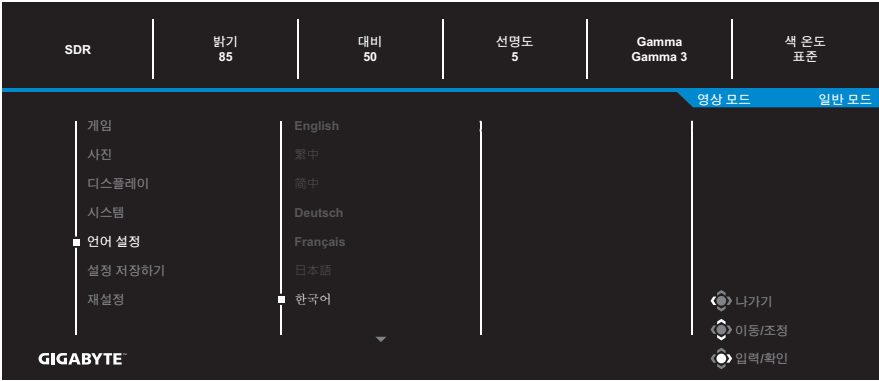 SDR
밝기
85
대비
50
선명도
5
Gamma
Gamma 3
색 온도
표준
영상 모드 일반 모드
게임
사진
디스플레이
시스템
언어 설정
설정 저장하기
재설정
English
繁中
简中
Deutsch
Français
日本語
한국어
나가기
이동/조정
입력/확인
GIGABYTE™